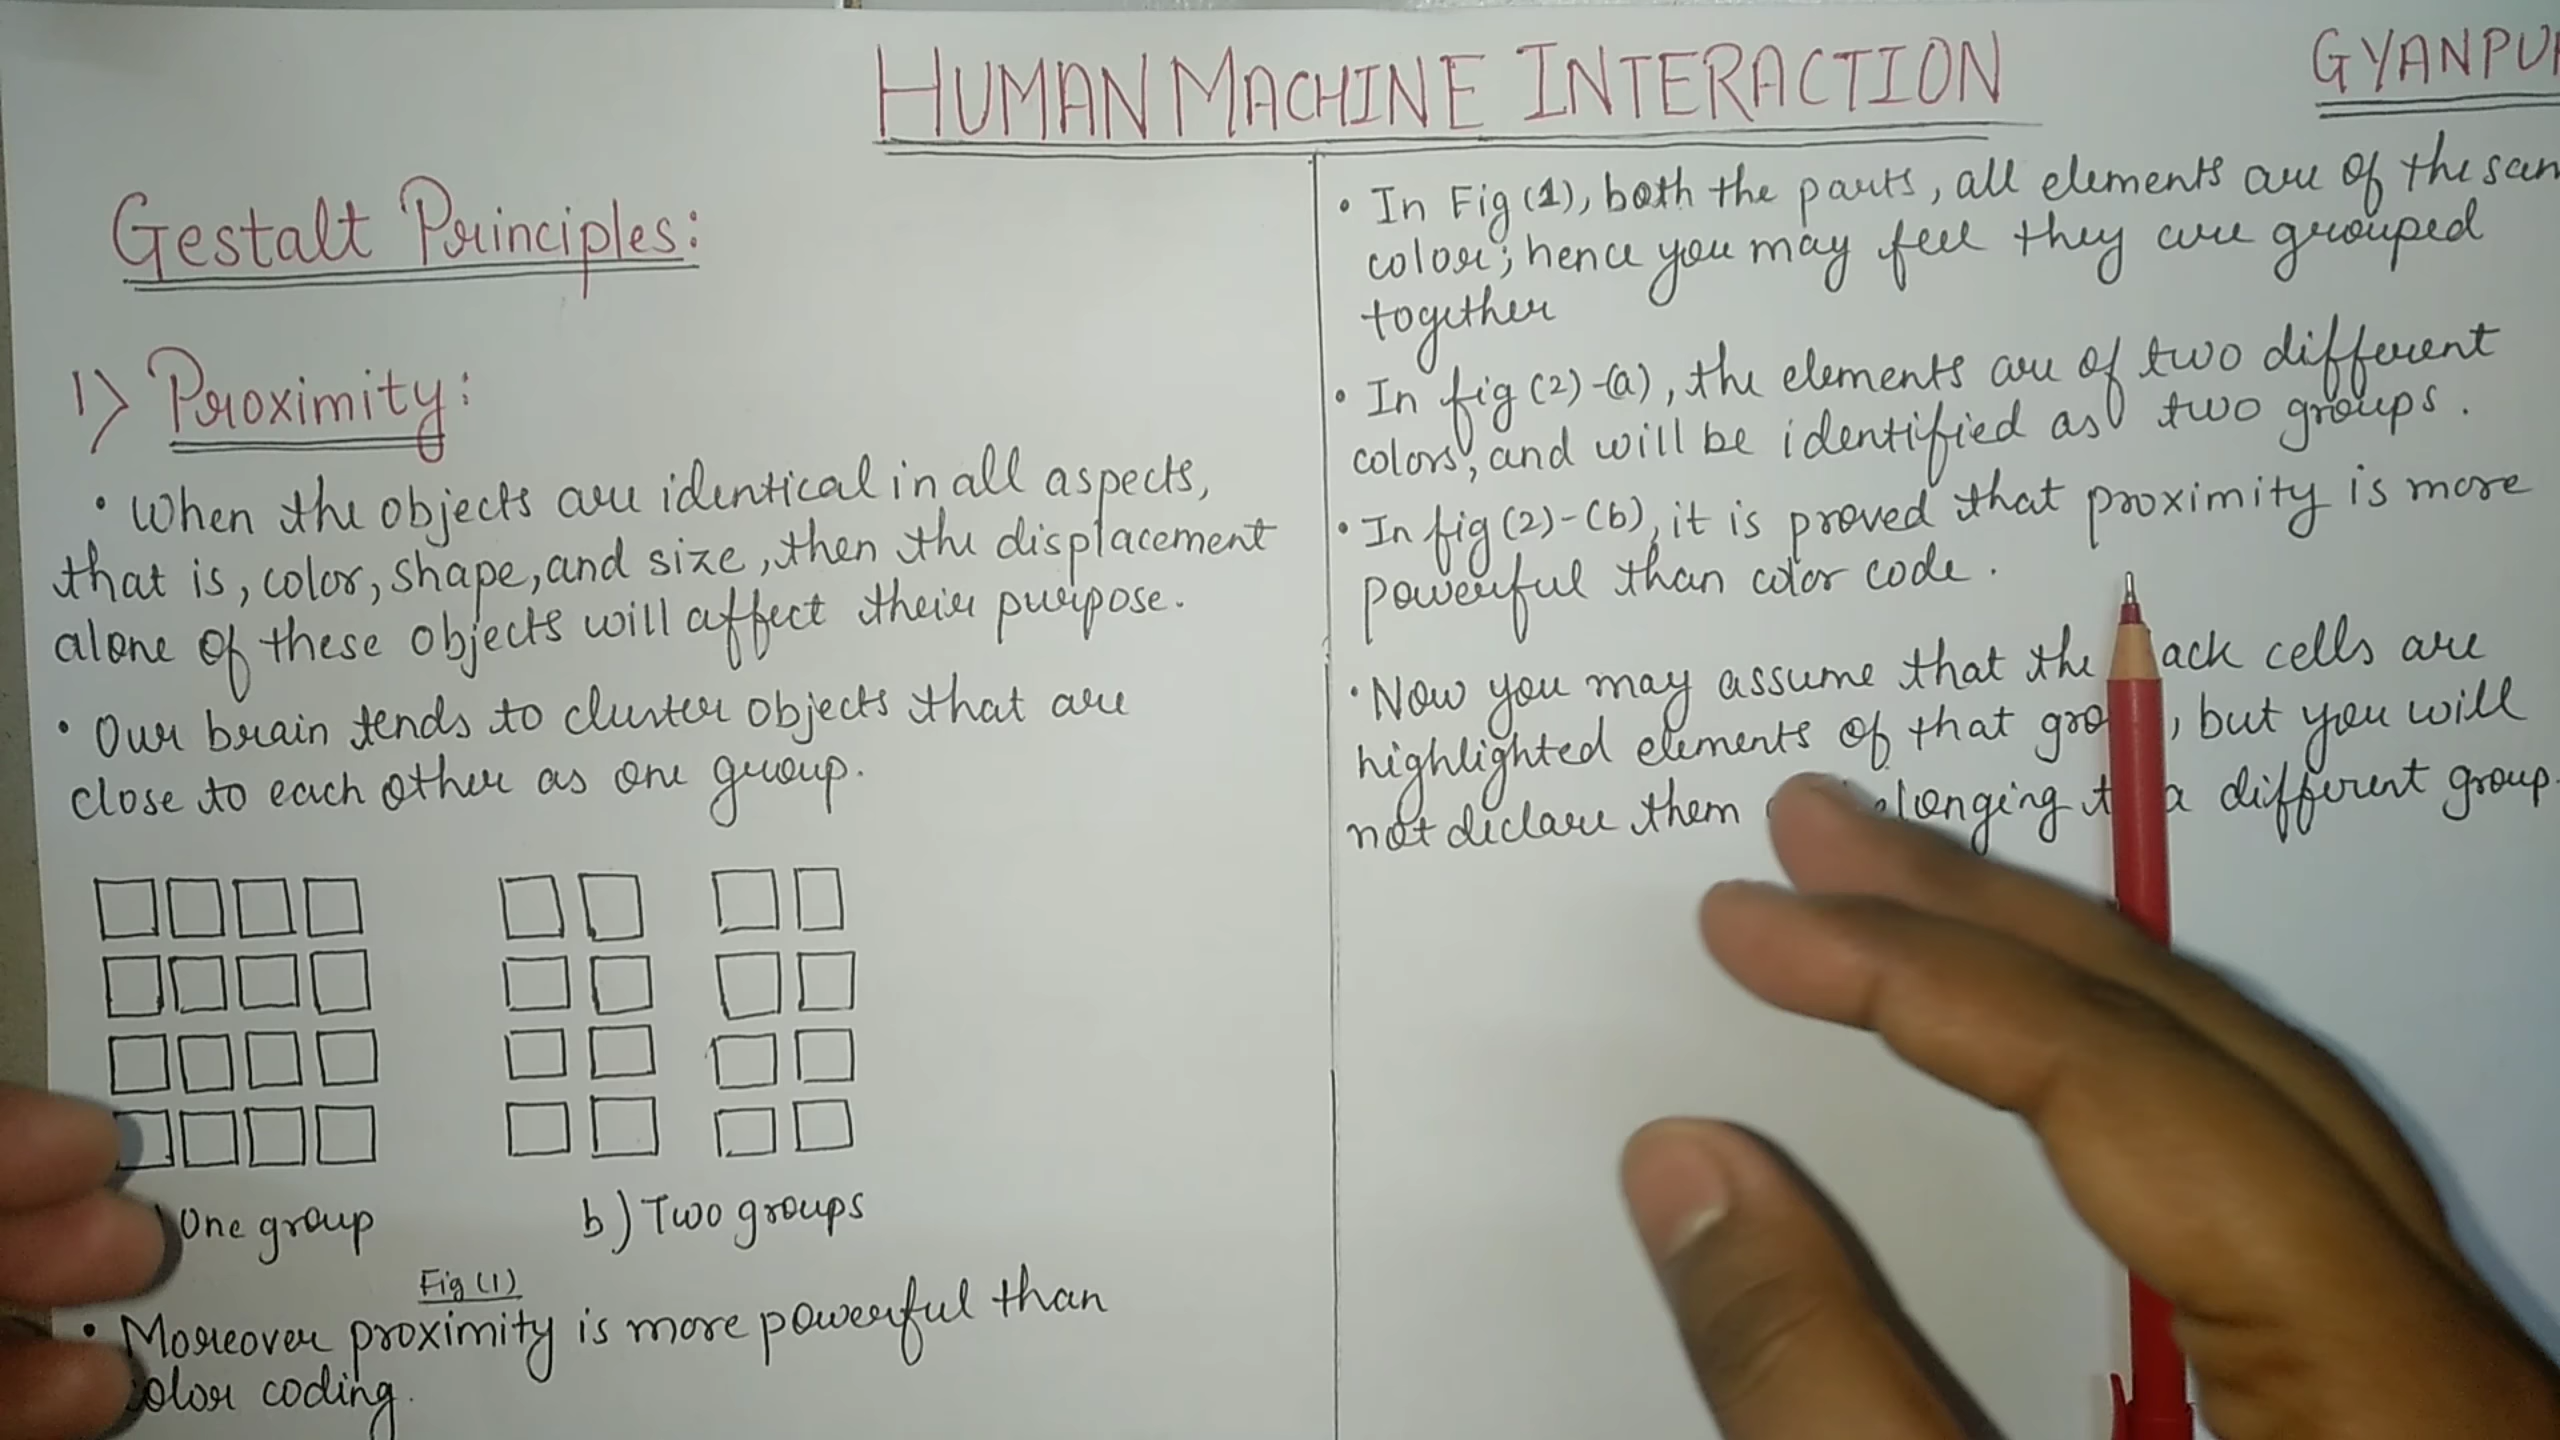 HUMAN MACHINE INTERACTION
Gestalt Principles:
1) Proximity:
• When the objects are identical in all aspects,
that is, color, shape, and size, then the displacement
alone of these objects will affect their purpose.
• Our brain tends to cluster objects that are
close to each other as one group.
One group
b) Two groups
Fig (1)
• Moreover proximity is more powerful than
color coding.
• In Fig (1), both the parts, all elements are of the
color; hence you may feel they are grouped
together
• In fig (2)-(a), the elements are of two different
colors, and will be identified as two groups.
• In fig (2)-(b), it is proved that proximity is more
powerful than color code.
• Now you may assume that the cells are
highlighted elements of that , but you will
not declare them a different group.